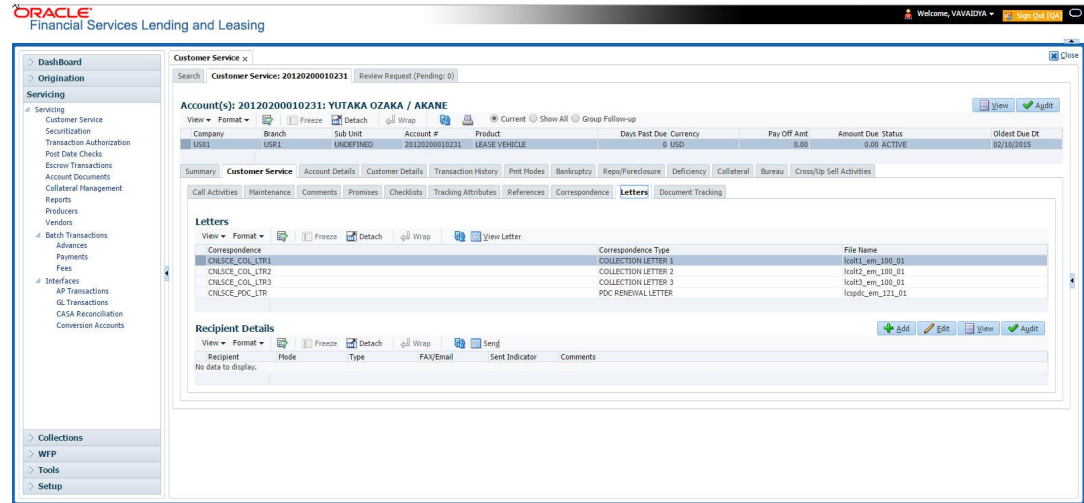 ORACLE
Financial Services Lending and Leasing
Welcome, VAVAIDYA
Sign Out [QA]
Close
DashBoard
Origination
Servicing
Servicing
Customer Service
Securitization
Transaction Authorization
Post Date Checks
Escrow Transactions
Account Documents
Collateral Management
Reports
Producers
Vendors
Batch Transactions
Advances
Payments
Fees
Interfaces
AP Transactions
GL Transactions
CASA Reconciliation
Conversion Accounts
Collections
WFP
Tools
Setup
Customer Service x
Search Customer Service: 20120200010231 Review Request (Pending: 0)
Account(s): 20120200010231: YUTAKA OZAKA / AKANE
View Audit
View Format Freeze Detach Wrap Current Show All Group Follow-up
Company Branch Sub Unit Account # Product Days Past Due Currency Pay Off Amt Amount Due Status Oldest Due Dt
US01 USR1 UNDEFINED 20120200010231 LEASE VEHICLE 0 USD 0.00 0.00 ACTIVE 02/10/2015
Summary Customer Service Account Details Customer Details Transaction History Pmt Modes Bankruptcy Repo/Foreclosure Deficiency Collateral Bureau Cross/Up Sell Activities
Call Activities Maintenance Comments Promises Checklists Tracking Attributes References Correspondence Letters Document Tracking
Letters
View Format Freeze Detach Wrap View Letter
Correspondence Correspondence Type File Name
CNLSCE_COL_LTR1 COLLECTION LETTER 1 lcolt1_em_100_01
CNLSCE_COL_LTR2 COLLECTION LETTER 2 lcolt2_em_100_01
CNLSCE_COL_LTR3 COLLECTION LETTER 3 lcolt3_em_100_01
CNLSCE_PDC_LTR PDC RENEWAL LETTER lcspdc_em_121_01
Recipient Details
Add Edit View Audit
View Format Freeze Detach Wrap Send
Recipient Mode Type FAX/Email Sent Indicator Comments
No data to display.